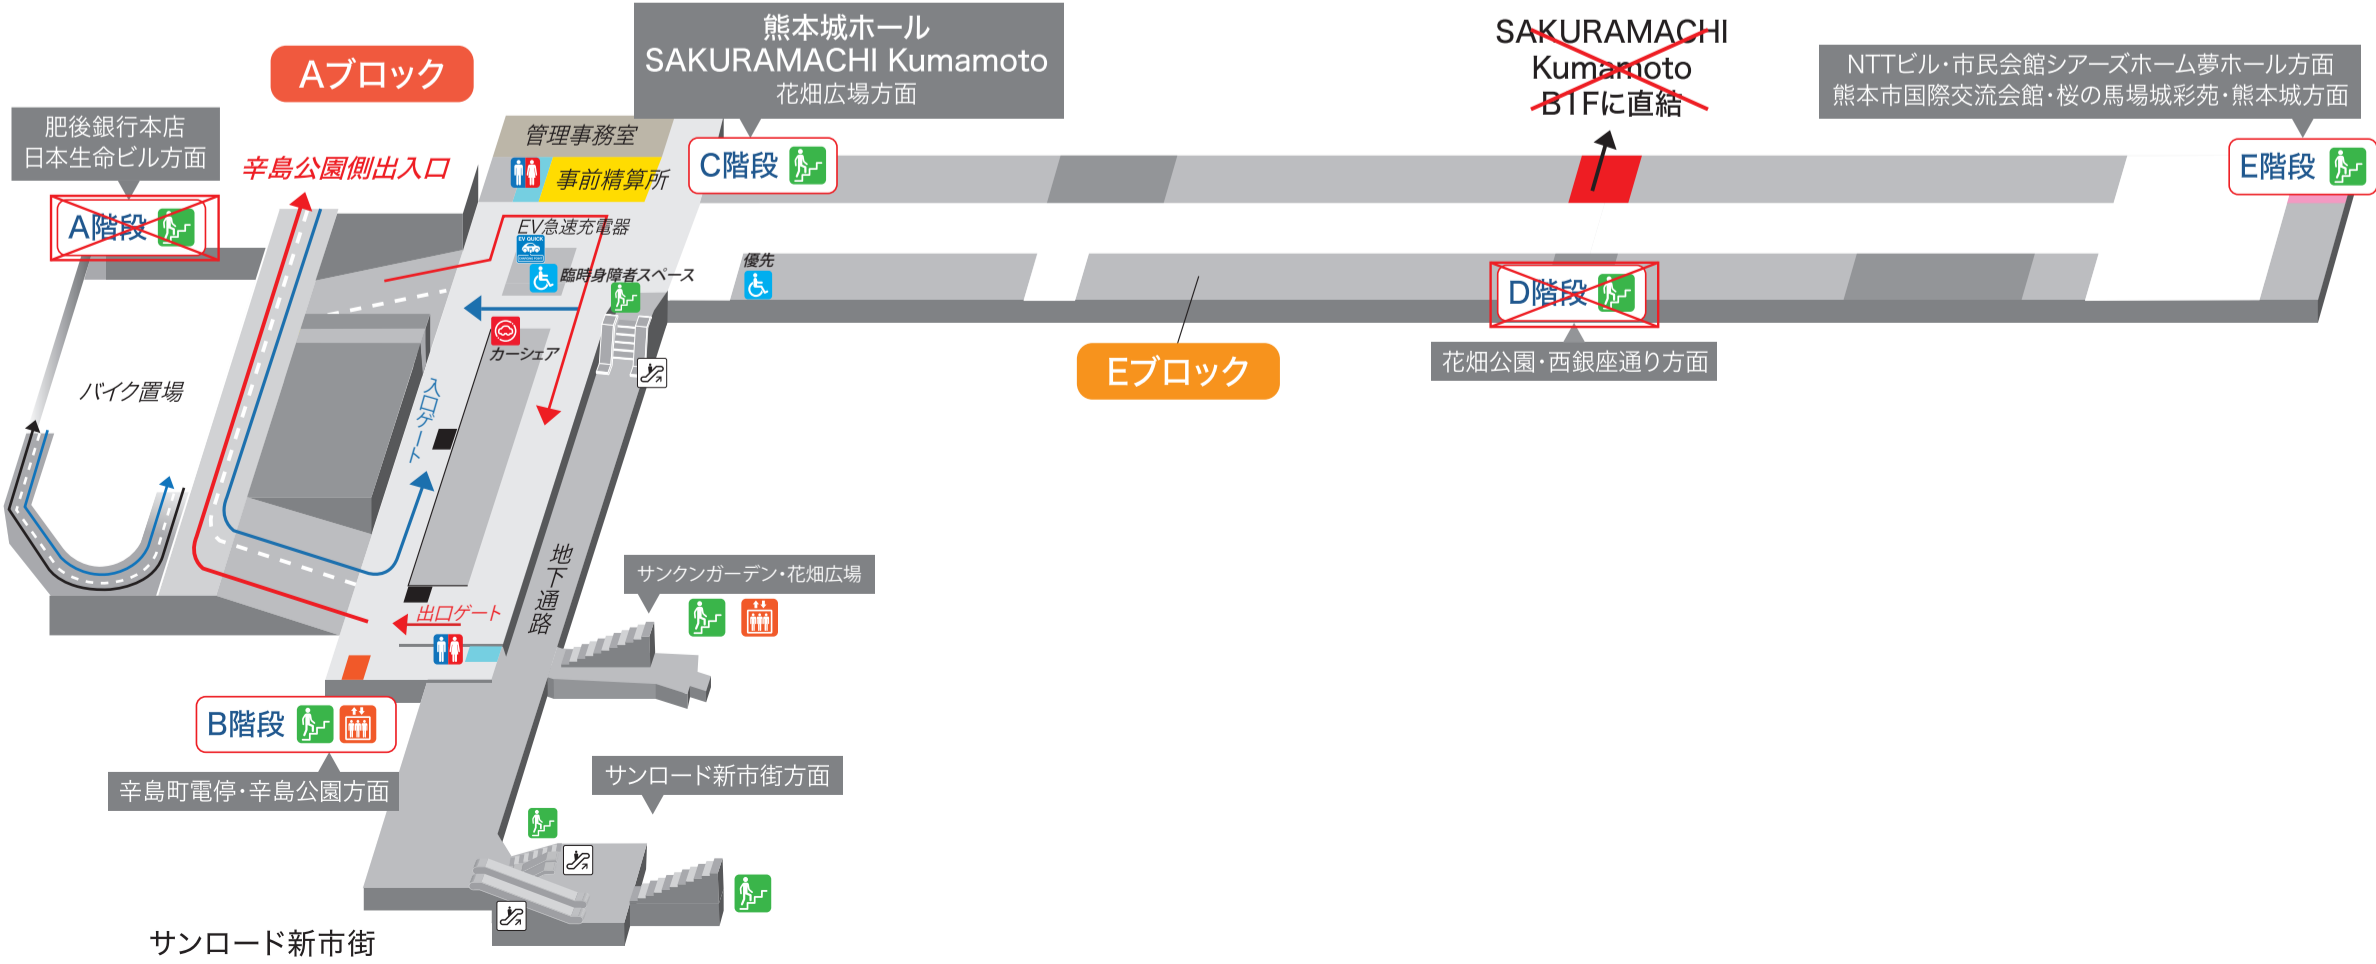 熊本城ホール
SAKURAMACHI Kumamoto
花畑広場方面
SAKURAMACHI
Kumamoto
BTFに直結
NTTビル・市民会館シアーズホーム夢ホール方面
熊本市国際交流会館・桜の馬場城彩苑・熊本城方面
Aブロック
肥後銀行本店
日本生命ビル方面
辛島公園側出入口
管理事務室
事前精算所
C階段
E階段
A階段
EV急速充電器
EV QUICK
臨時身障者スペース
優先
D階段
カーシェア
花畑公園・西銀座通り方面
Eブロック
バイク置場
入口ゲート
地下通路
サンクンガーデン・花畑広場
出口ゲート
B階段
辛島町電停・辛島公園方面
サンロード新市街方面
サンロード新市街